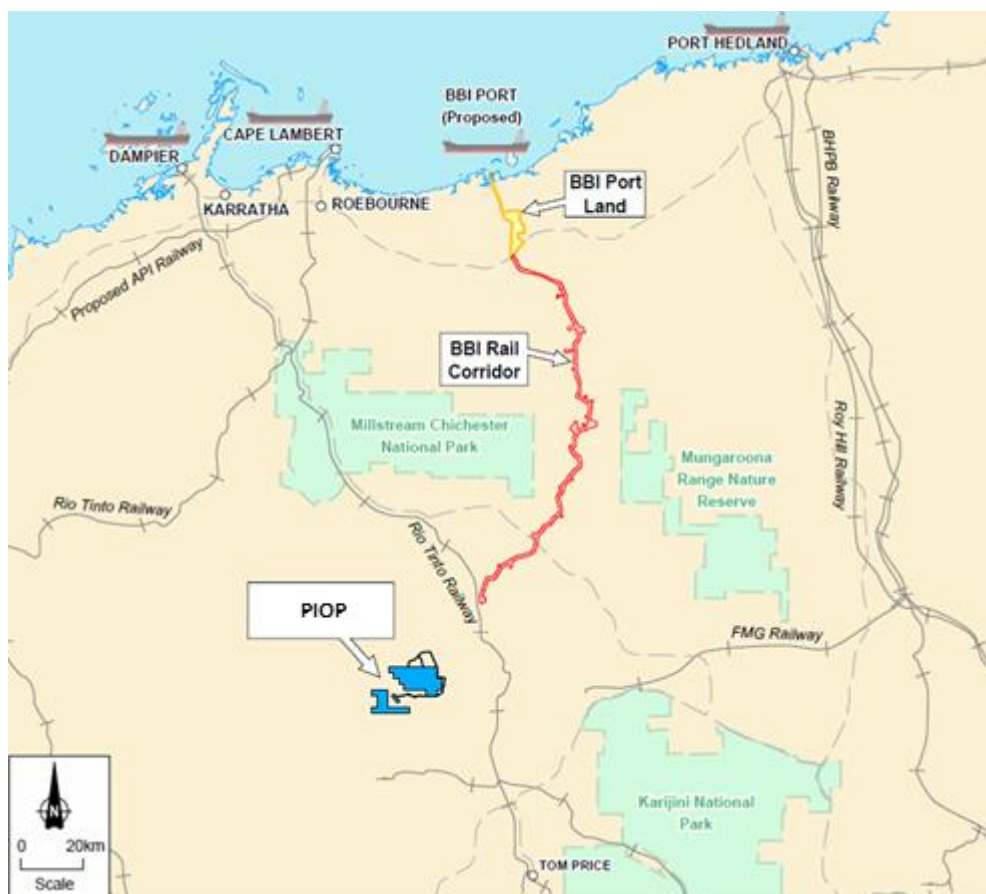 PORT HEDLAND
BBI PORT
(Proposed)
CAPE LAMBERT
DAMPIER
KARRATHA
ROEBOURNE
BBI Port
Land
BHPB Railway
Proposed API Railway
BBI Rail
Corridor
Millstream Chichester
National Park
Mungaroona
Range Nature
Reserve
Roy Hill Railway
Rio Tinto Railway
Rio Tinto Railway
PIOP
FMG Railway
Karijini National
Park
N
0 20km
Scale
TOM PRICE